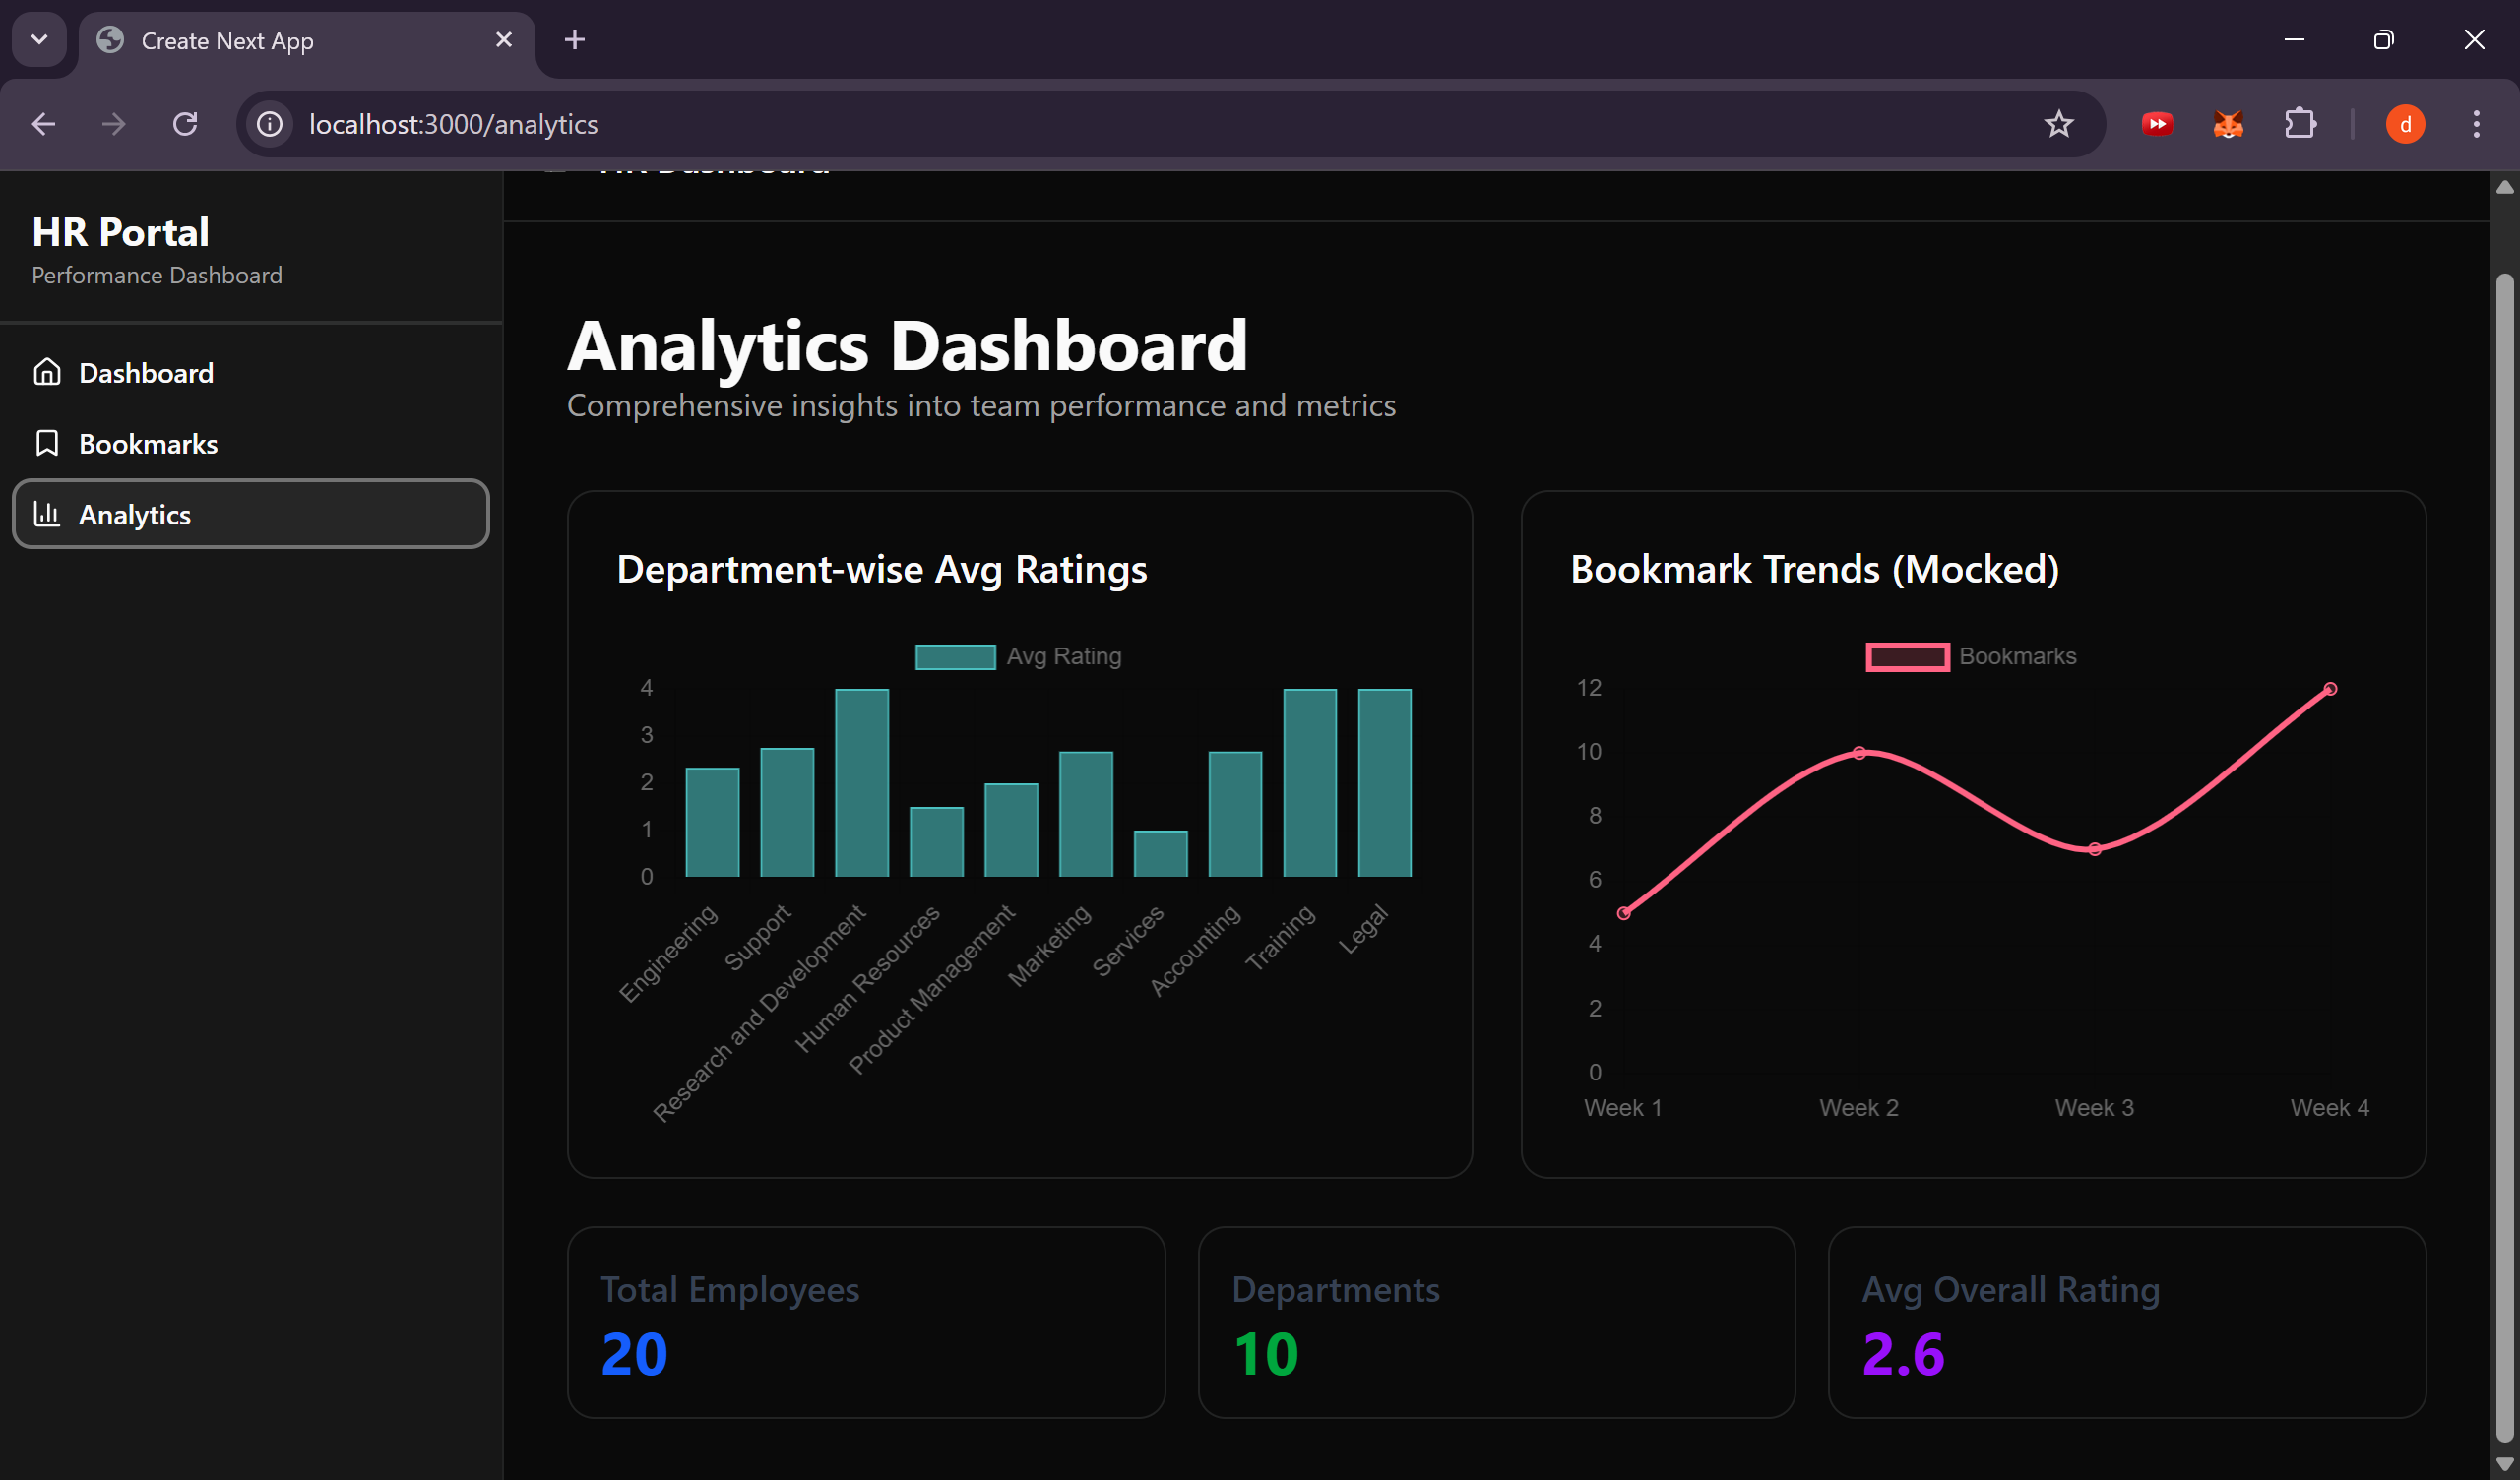 Create Next App
localhost:3000/analytics
HR Dashboard
HR Portal
Performance Dashboard
Dashboard
Bookmarks
Analytics
Analytics Dashboard
Comprehensive insights into team performance and metrics
Department-wise Avg Ratings
Avg Rating
4
3
2
1
0
Engineering
Support
Research and Development
Human Resources
Product Management
Marketing
Services
Accounting
Training
Legal
Bookmark Trends (Mocked)
Bookmarks
12
10
8
6
4
2
0
Week 1 Week 2 Week 3 Week 4
Total Employees
20
Departments
10
Avg Overall Rating
2.6
d